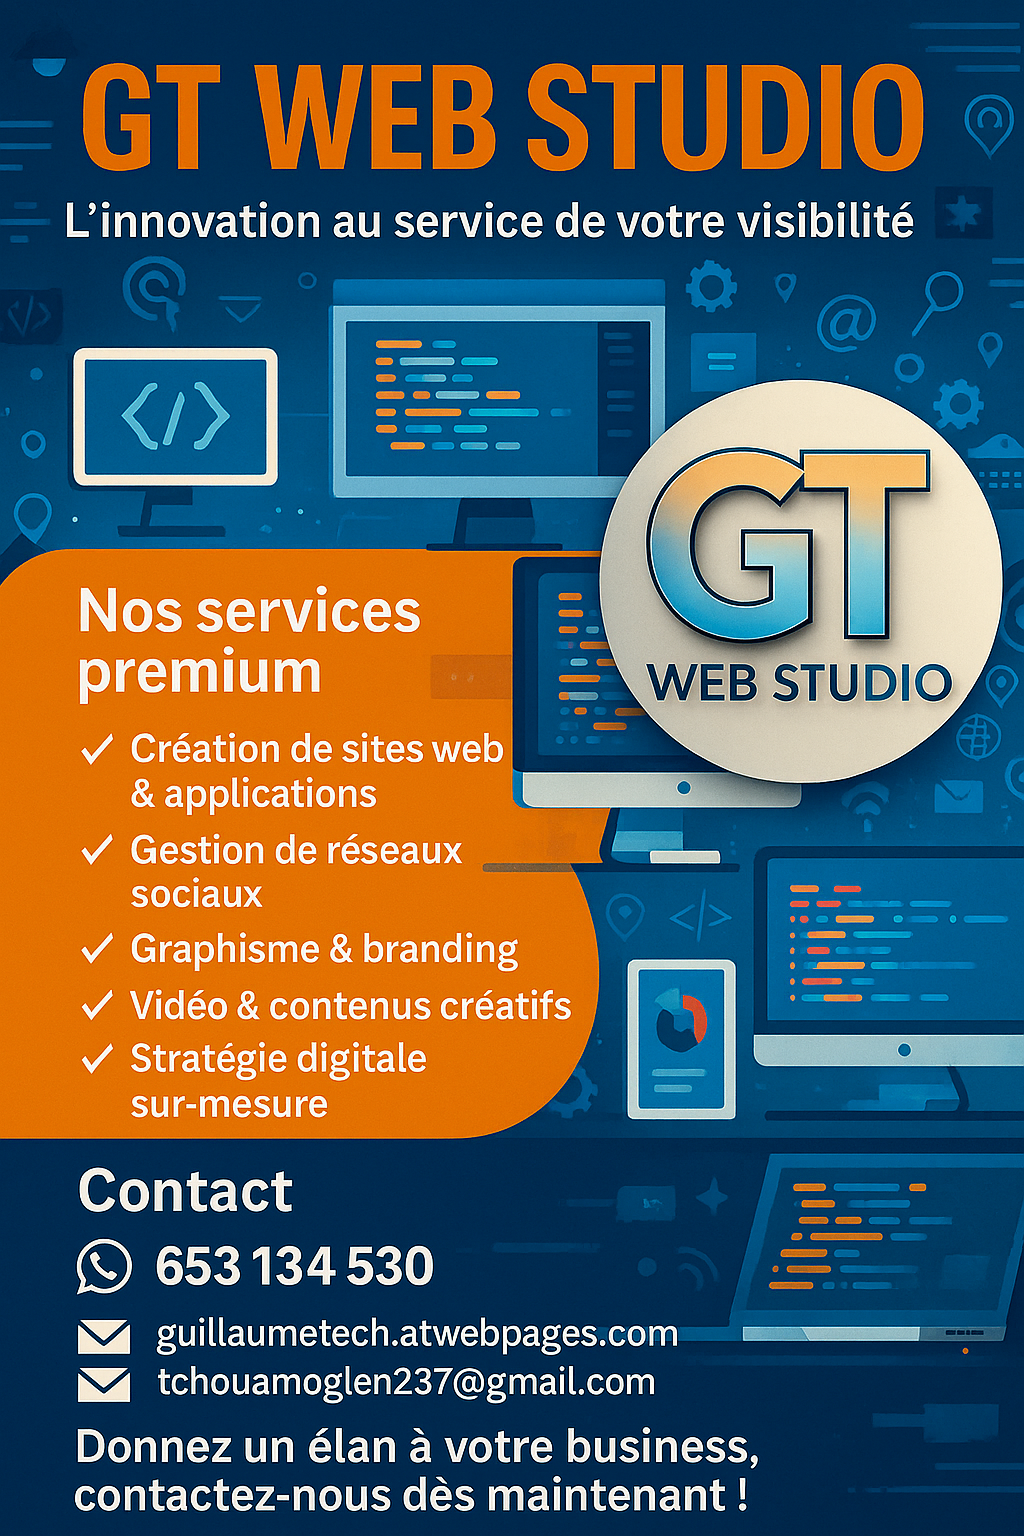 GT WEB STUDIO
L’innovation au service de votre visibilité
GT
WEB STUDIO
Nos services
premium
Création de sites web
& applications
Gestion de réseaux
sociaux
Graphisme & branding
Vidéo & contenus créatifs
Stratégie digitale
sur-mesure
Contact
653 134 530
guillaumetech.atwebpages.com
tchouamoglen237@gmail.com
Donnez un élan à votre business,
contactez-nous dès maintenant !